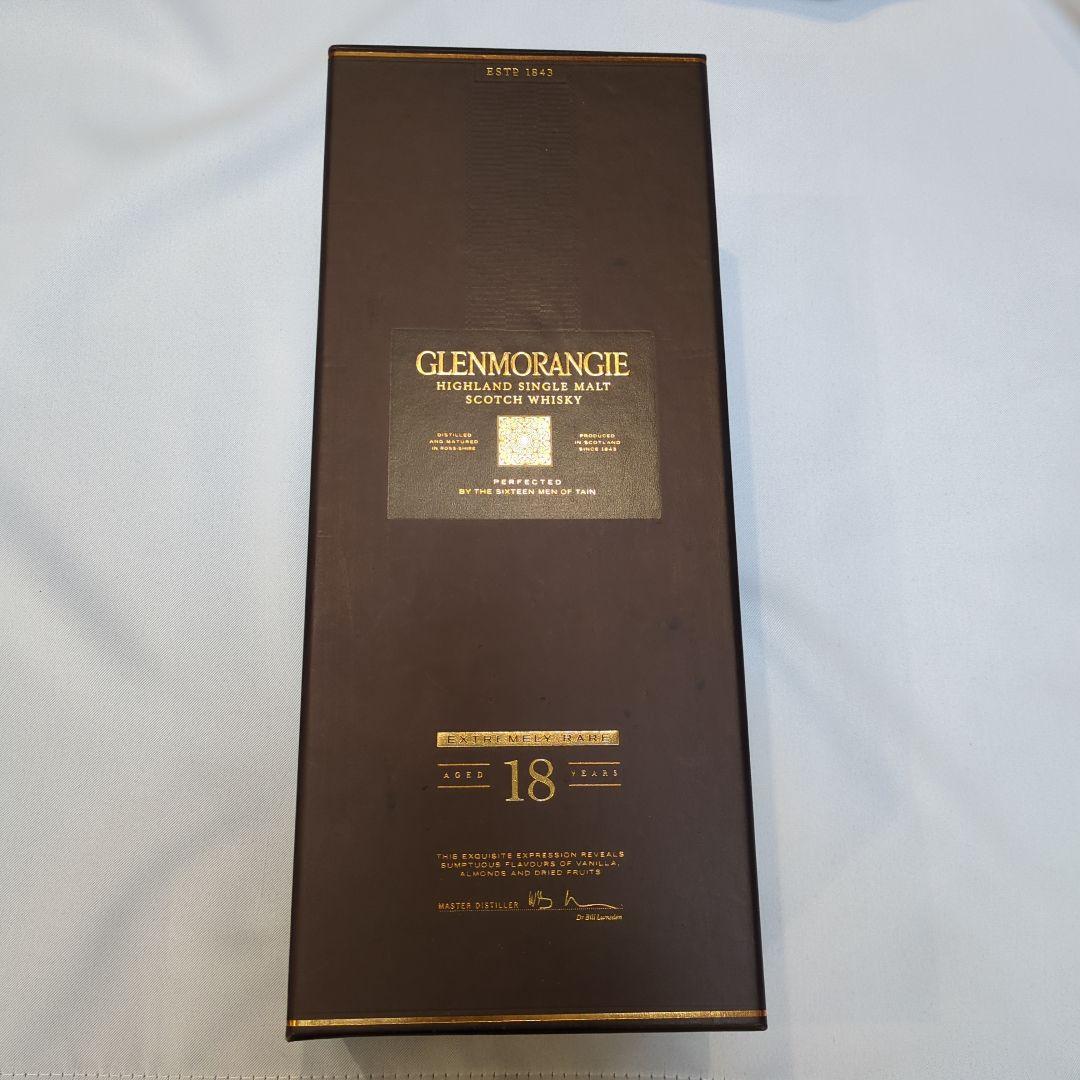 ESTD 1843
GLENMORANGIE
HIGHLAND SINGLE MALT
SCOTCH WHISKY
DISTILLED
AND MATURED
IN ROSS-SHIRE
PRODUCED
IN SCOTLAND
SINCE 1843
PERFECTED
BY THE SIXTEEN MEN OF TAIN
EXTREMELY RARE
AGED 18 YEARS
THIS EXQUISITE EXPRESSION REVEALS
SUMPTUOUS FLAVOURS OF VANILLA,
ALMONDS AND DRIED FRUITS
MASTER DISTILLER
Dr Bill Lumsden